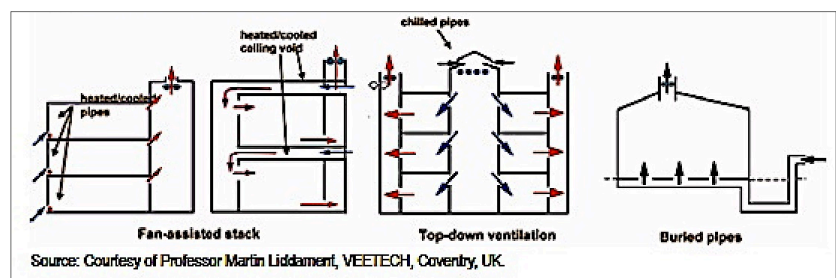 chilled pipes
heated/cooled
ceiling void
heated/cooled
pipes
Fan-assisted stack
Top-down ventilation
Buried pipes
Source: Courtesy of Professor Martin Liddament, VEETECH, Coventry, UK.